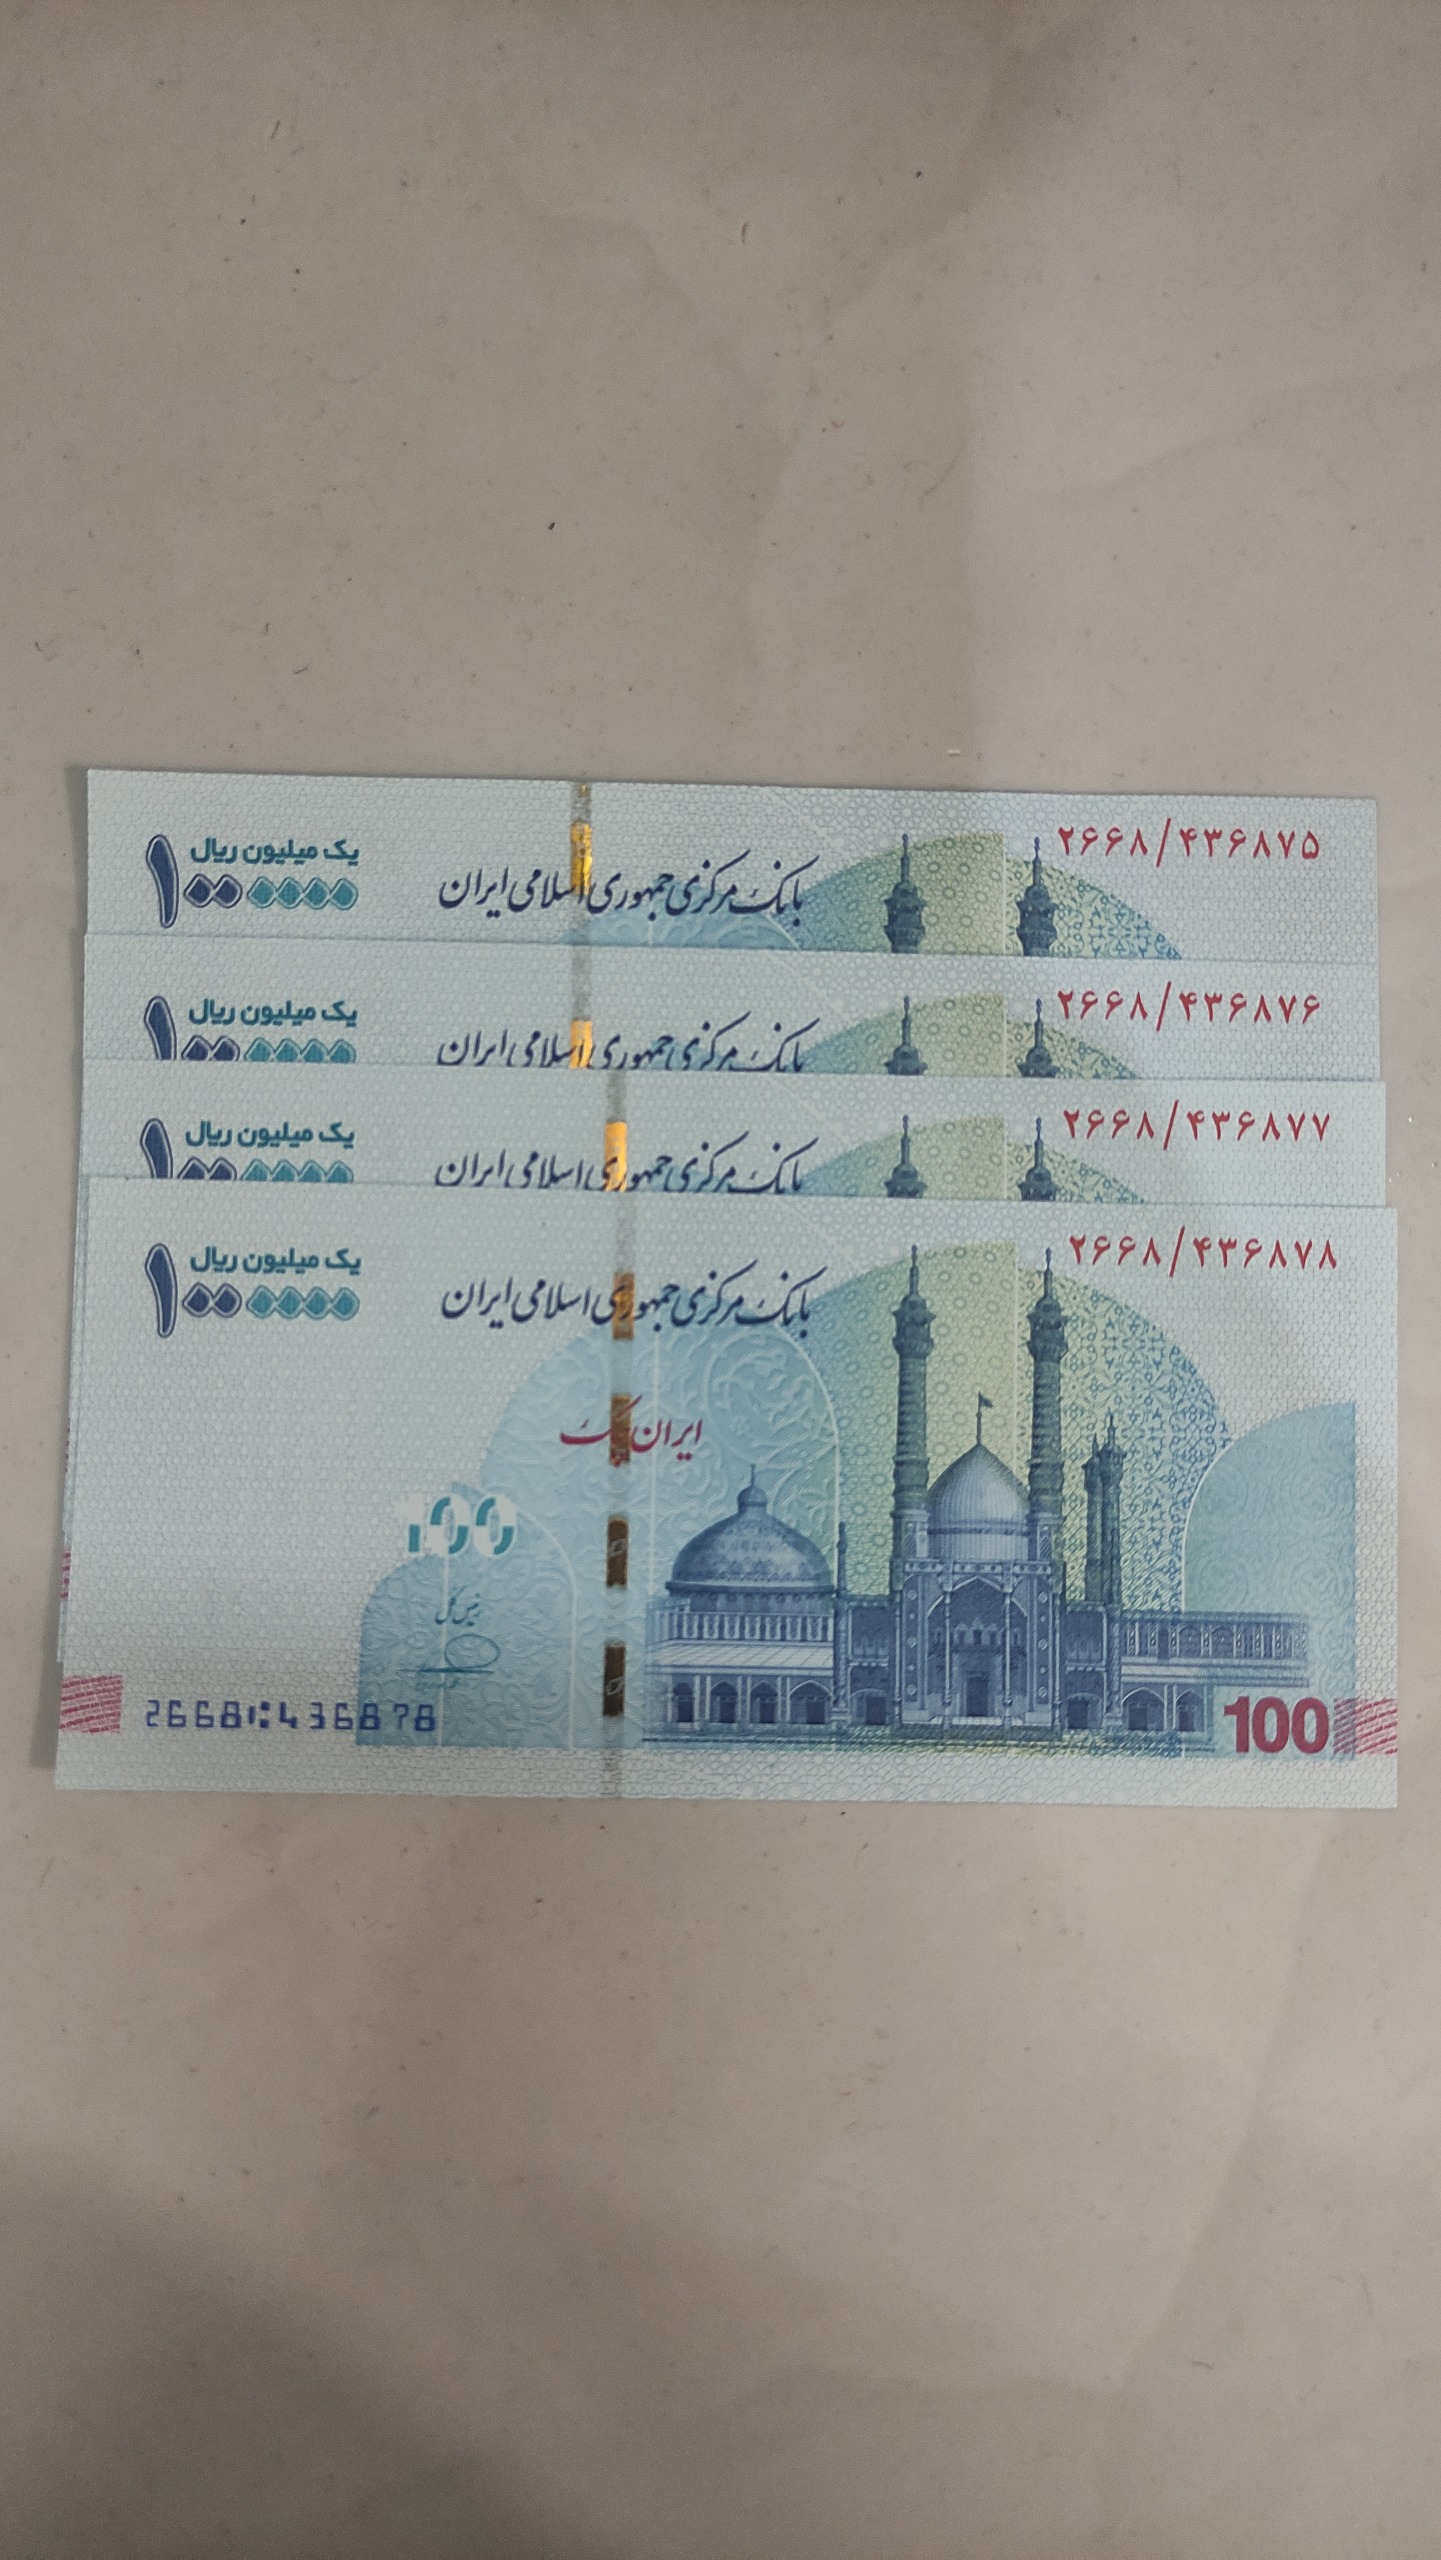 یک میلیون ریال
۱۰۰۰۰۰۰
بانک مرکزی جمهوری اسلامی ایران
۲۶۶۸/۴۳۶۸۷۵
یک میلیون ریال
۱۰۰۰۰۰۰
بانک مرکزی جمهوری اسلامی ایران
۲۶۶۸/۴۳۶۸۷۶
یک میلیون ریال
۱۰۰۰۰۰۰
بانک مرکزی جمهوری اسلامی ایران
۲۶۶۸/۴۳۶۸۷۷
یک میلیون ریال
۱۰۰۰۰۰۰
بانک مرکزی جمهوری اسلامی ایران
۲۶۶۸/۴۳۶۸۷۸
ایران چک
100
رئیس کل
2668⑆436878
100